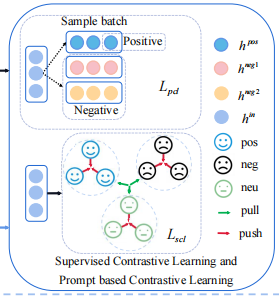 Sample batch
Positive
Negative
L_pd
h^pos
h^neg1
h^neg2
h^in
pos
neg
neu
pull
push
L_scl
Supervised Contrastive Learning and
Prompt based Contrastive Learning